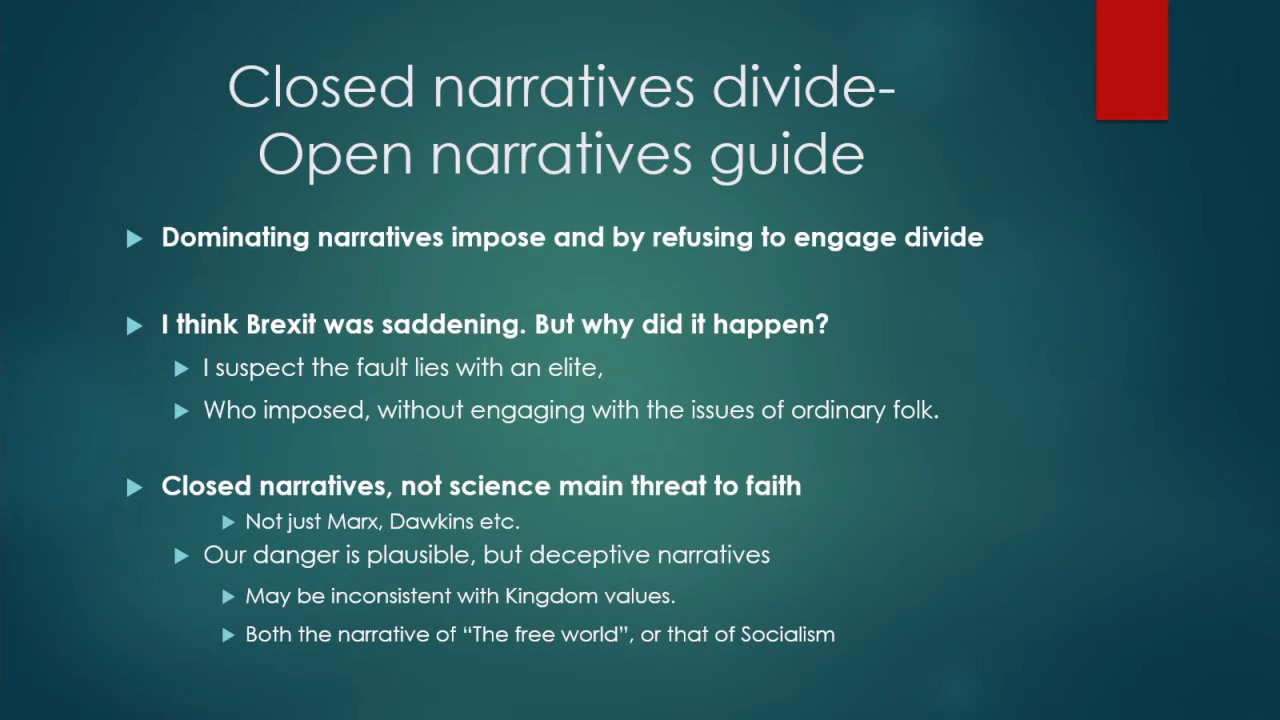 Closed narratives divide-
Open narratives guide
Dominating narratives impose and by refusing to engage divide
I think Brexit was saddening. But why did it happen?
I suspect the fault lies with an elite,
Who imposed, without engaging with the issues of ordinary folk.
Closed narratives, not science main threat to faith
Not just Marx, Dawkins etc.
Our danger is plausible, but deceptive narratives
May be inconsistent with Kingdom values.
Both the narrative of “The free world”, or that of Socialism